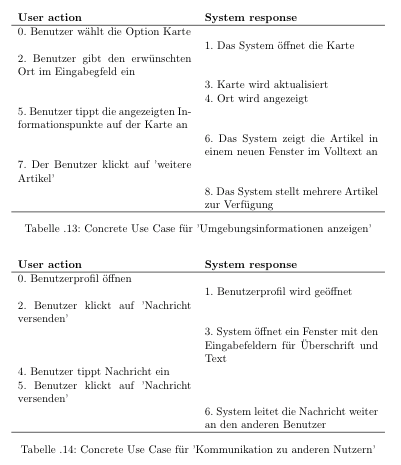 User action System response
0. Benutzer wählt die Option Karte
1. Das System öffnet die Karte
2. Benutzer gibt den erwünschten
Ort im Eingabegfeld ein
3. Karte wird aktualisiert
4. Ort wird angezeigt
5. Benutzer tippt die angezeigten In-
formationspunkte auf der Karte an
6. Das System zeigt die Artikel in
einem neuen Fenster im Volltext an
7. Der Benutzer klickt auf 'weitere
Artikel'
8. Das System stellt mehrere Artikel
zur Verfügung
Tabelle .13: Concrete Use Case für 'Umgebungsinformationen anzeigen'
User action System response
0. Benutzerprofil öffnen
1. Benutzerprofil wird geöffnet
2. Benutzer klickt auf 'Nachricht
versenden'
3. System öffnet ein Fenster mit den
Eingabefeldern für Überschrift und
Text
4. Benutzer tippt Nachricht ein
5. Benutzer klickt auf 'Nachricht
versenden'
6. System leitet die Nachricht weiter
an den anderen Benutzer
Tabelle .14: Concrete Use Case für 'Kommunikation zu anderen Nutzern'